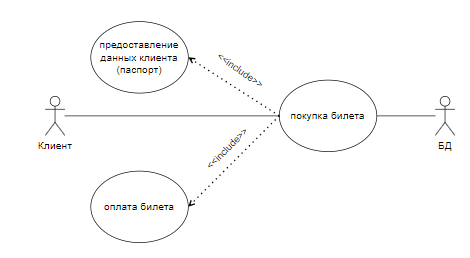 предоставление
данных клиента
(паспорт)
<<include>>
покупка билета
Клиент
БД
<<include>>
оплата билета